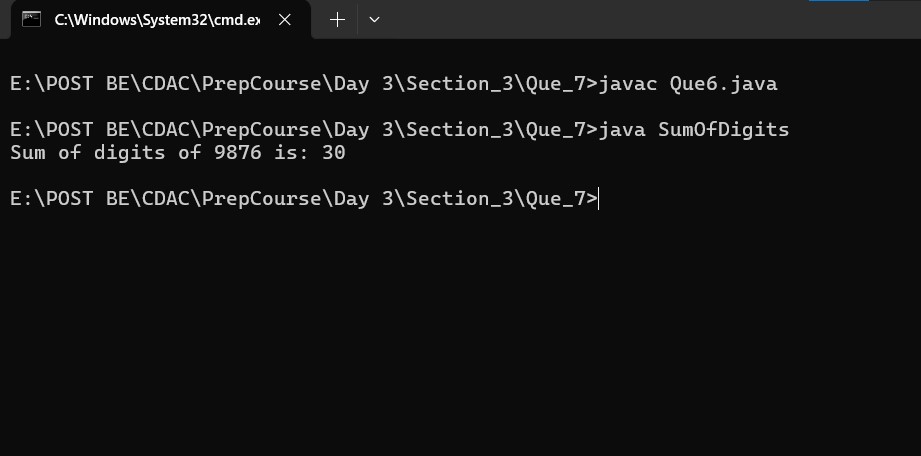 C:\Windows\System32\cmd.ex
E:\POST BE\CDAC\PrepCourse\Day 3\Section_3\Que_7>javac Que6.java
E:\POST BE\CDAC\PrepCourse\Day 3\Section_3\Que_7>java SumOfDigits
Sum of digits of 9876 is: 30
E:\POST BE\CDAC\PrepCourse\Day 3\Section_3\Que_7>